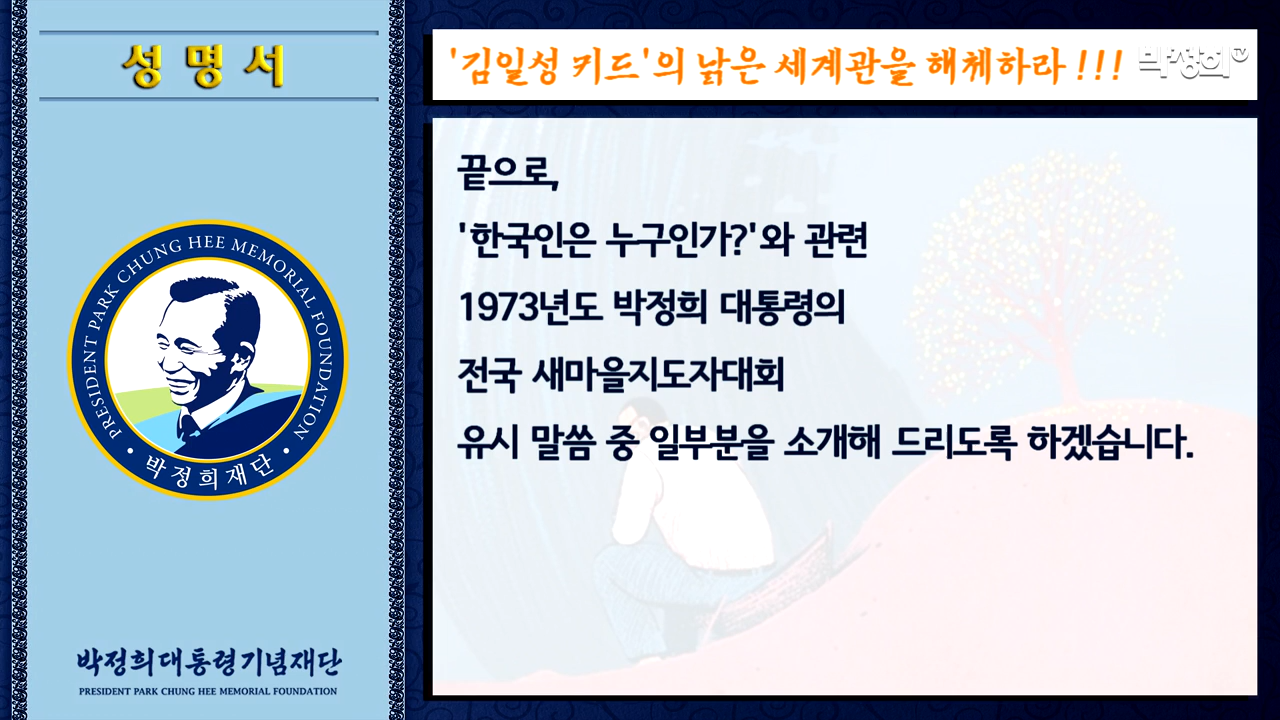 성 명 서
'김일성 키드'의 낡은 세계관을 해체하라 !!!
박정희TV
끝으로,
'한국인은 누구인가?'와 관련
1973년도 박정희 대통령의
전국 새마을지도자대회
유시 말씀 중 일부분을 소개해 드리도록 하겠습니다.
PRESIDENT PARK CHUNG HEE MEMORIAL FOUNDATION
• 박정희재단 •
박정희대통령기념재단
PRESIDENT PARK CHUNG HEE MEMORIAL FOUNDATION